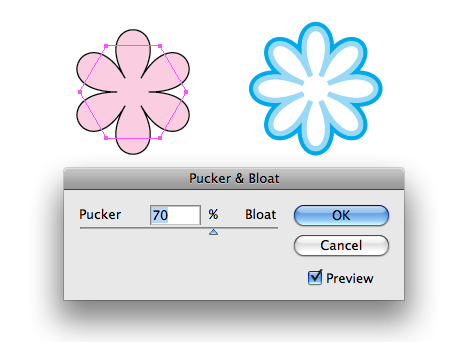 Pucker & Bloat
Pucker 70 % Bloat
OK
Cancel
Preview